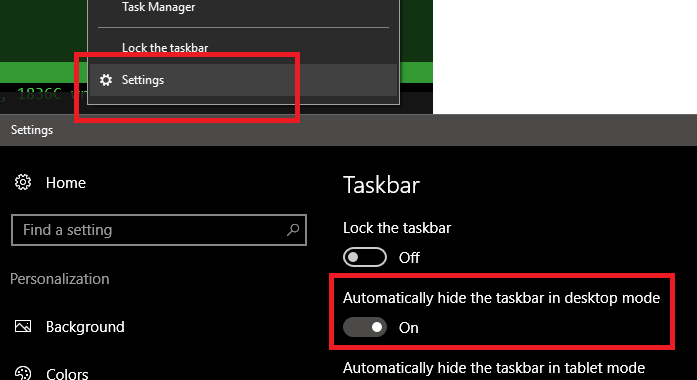 Task Manager
Lock the taskbar
Settings
, 1836C
Settings
Home
Taskbar
Find a setting
Lock the taskbar
Off
Personalization
Automatically hide the taskbar in desktop mode
On
Background
Colors
Automatically hide the taskbar in tablet mode